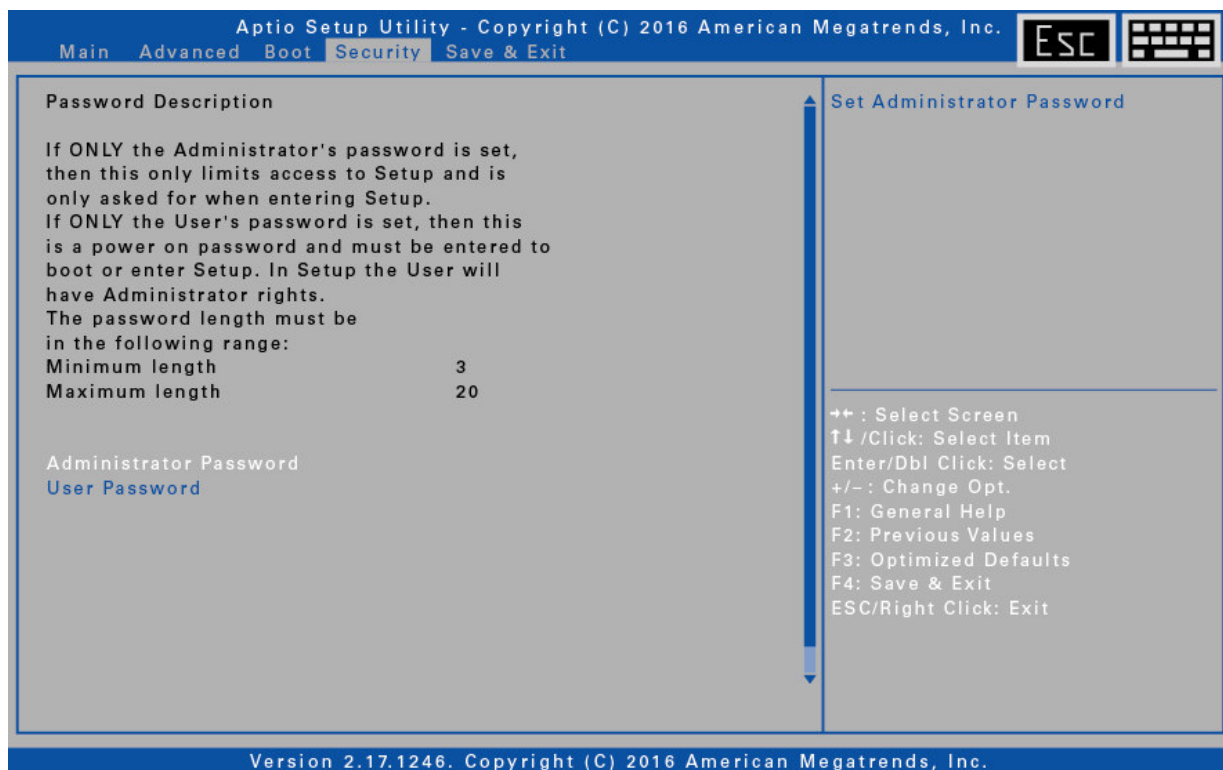 Aptio Setup Utility - Copyright (C) 2016 American Megatrends, Inc.
Main Advanced Boot Security Save & Exit
ESC
Password Description
If ONLY the Administrator's password is set,
then this only limits access to Setup and is
only asked for when entering Setup.
If ONLY the User's password is set, then this
is a power on password and must be entered to
boot or enter Setup. In Setup the User will
have Administrator rights.
The password length must be
in the following range:
Minimum length 3
Maximum length 20
Administrator Password
User Password
Set Administrator Password
→← : Select Screen
↑↓ /Click: Select Item
Enter/Dbl Click: Select
+/– : Change Opt.
F1: General Help
F2: Previous Values
F3: Optimized Defaults
F4: Save & Exit
ESC/Right Click: Exit
Version 2.17.1246. Copyright (C) 2016 American Megatrends, Inc.